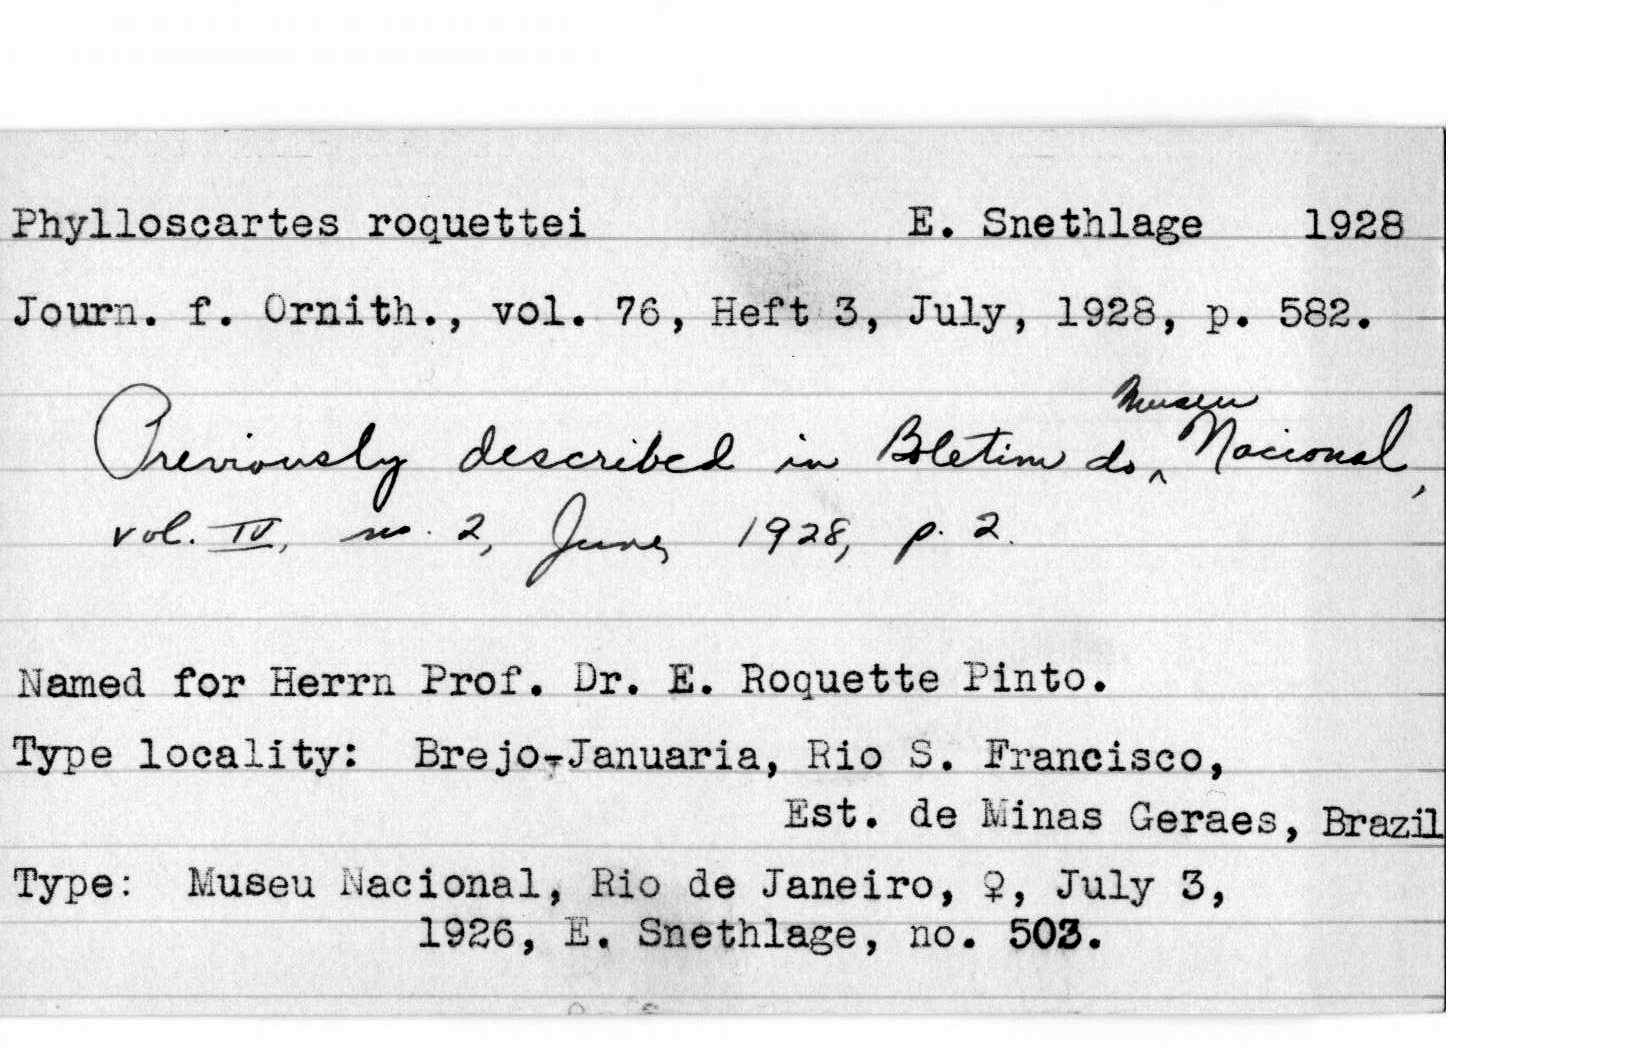 Phylloscartes roquettei E. Snethlage 1928
Journ. f. Ornith., vol. 76, Heft 3, July, 1928, p. 582.
Previously described in Boletim do Museu Nacional,
vol. IV, no. 2, June, 1928, p. 2.
Named for Herrn Prof. Dr. E. Roquette Pinto.
Type locality: Brejo-Januaria, Rio S. Francisco,
Est. de Minas Geraes, Brazil
Type: Museu Nacional, Rio de Janeiro, ♀, July 3,
1926, E. Snethlage, no. 503.